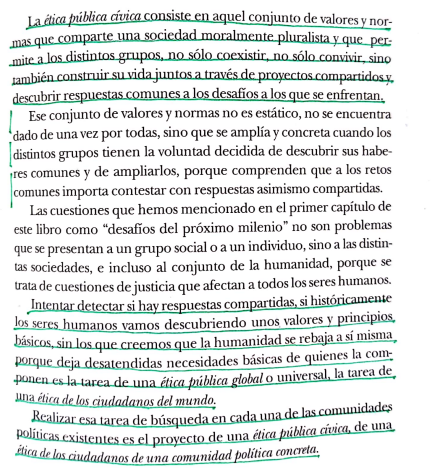 La ética pública cívica consiste en aquel conjunto de valores y nor-
mas que comparte una sociedad moralmente pluralista y que per-
mite a los distintos grupos, no sólo coexistir, no sólo convivir, sino
también construir su vida juntos a través de proyectos compartidos y
descubrir respuestas comunes a los desafíos a los que se enfrentan.
Ese conjunto de valores y normas no es estático, no se encuentra
dado de una vez por todas, sino que se amplía y concreta cuando los
distintos grupos tienen la voluntad decidida de descubrir sus habe-
res comunes y de ampliarlos, porque comprenden que a los retos
comunes importa contestar con respuestas asimismo compartidas.
Las cuestiones que hemos mencionado en el primer capítulo de
este libro como “desafíos del próximo milenio” no son problemas
que se presentan a un grupo social o a un individuo, sino a las distin-
tas sociedades, e incluso al conjunto de la humanidad, porque se
trata de cuestiones de justicia que afectan a todos los seres humanos.
Intentar detectar si hay respuestas compartidas, si históricamente
los seres humanos vamos descubriendo unos valores y principios
básicos, sin los que creemos que la humanidad se rebaja a sí misma
porque deja desatendidas necesidades básicas de quienes la com-
ponen es la tarea de una ética pública global o universal, la tarea de
una ética de los ciudadanos del mundo.
Realizar esa tarea de búsqueda en cada una de las comunidades
políticas existentes es el proyecto de una ética pública cívica, de una
ética de los ciudadanos de una comunidad política concreta.